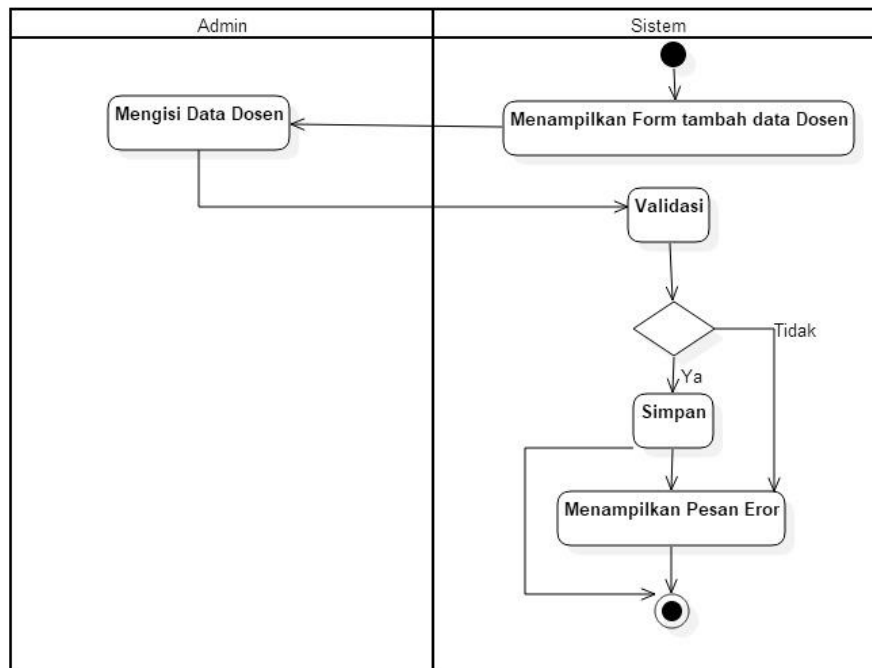 Admin
Sistem
Mengisi Data Dosen
Menampilkan Form tambah data Dosen
Validasi
Tidak
Ya
Simpan
Menampilkan Pesan Eror